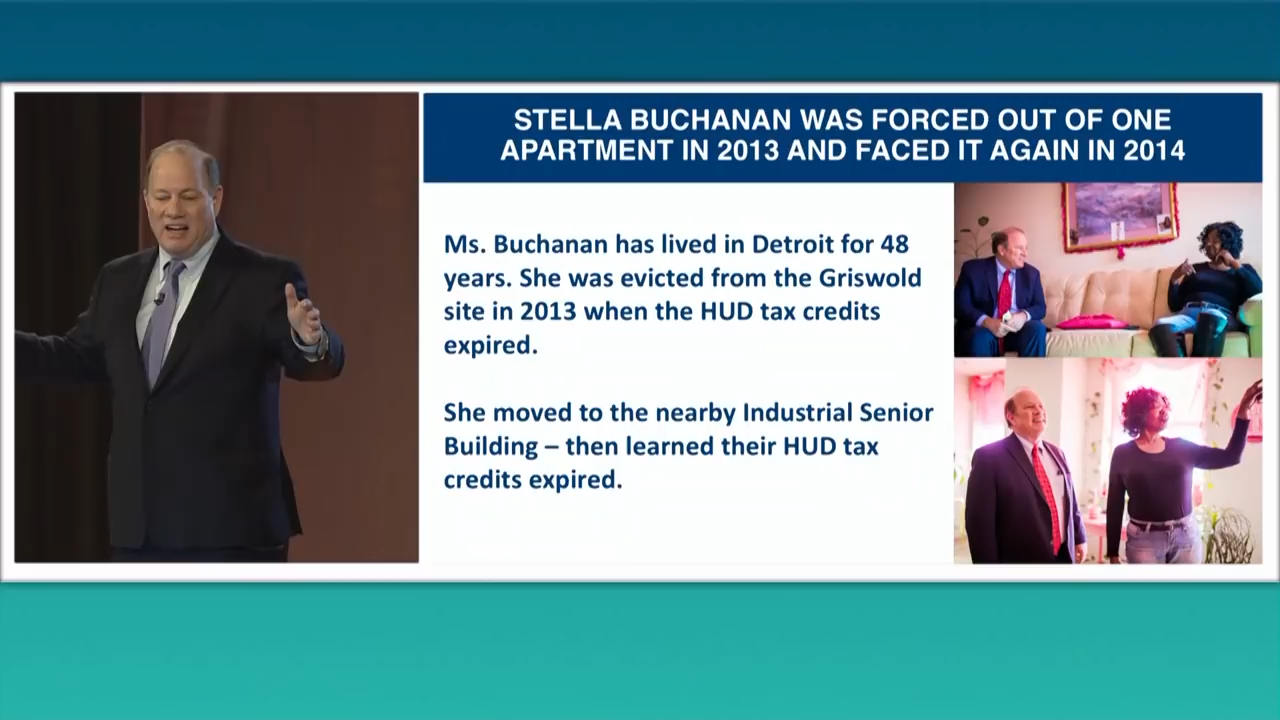 STELLA BUCHANAN WAS FORCED OUT OF ONE
APARTMENT IN 2013 AND FACED IT AGAIN IN 2014
Ms. Buchanan has lived in Detroit for 48
years. She was evicted from the Griswold
site in 2013 when the HUD tax credits
expired.
She moved to the nearby Industrial Senior
Building – then learned their HUD tax
credits expired.